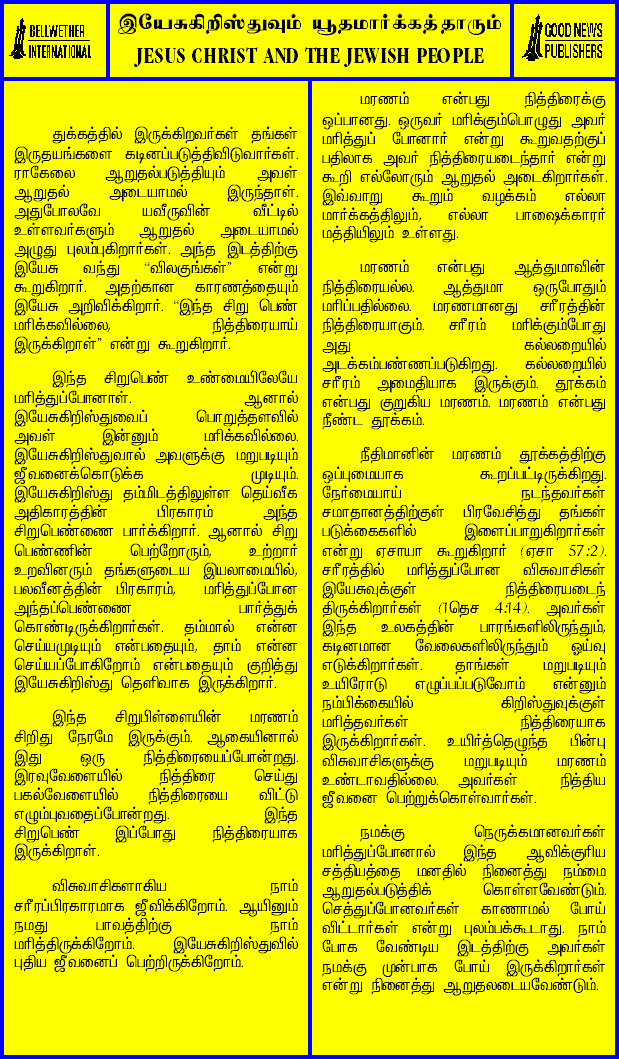 BELLWETHER
INTERNATIONAL
இயேசுகிறிஸ்துவும் யூதமார்க்கத்தாரும்
JESUS CHRIST AND THE JEWISH PEOPLE
GOOD NEWS
PUBLISHERS
துக்கத்தில் இருக்கிறவர்கள் தங்கள்
இருதயங்களை கடினப்படுத்திவிடுவார்கள்.
ராகேலை ஆறுதல்படுத்தியும் அவள்
ஆறுதல் அடையாமல் இருந்தாள்.
அதுபோலவே யவீருவின் வீட்டில்
உள்ளவர்களும் ஆறுதல் அடையாமல்
அழுது புலம்புகிறார்கள். அந்த இடத்திற்கு
இயேசு வந்து “விலகுங்கள்” என்று
கூறுகிறார். அதற்கான காரணத்தையும்
இயேசு அறிவிக்கிறார். “இந்த சிறு பெண்
மரிக்கவில்லை, நித்திரையாய்
இருக்கிறாள்” என்று கூறுகிறார்.
இந்த சிறுபெண் உண்மையிலேயே
மரித்துப்போனாள். ஆனால்
இயேசுகிறிஸ்துவைப் பொறுத்தளவில்
அவள் இன்னும் மரிக்கவில்லை.
இயேசுகிறிஸ்துவால் அவளுக்கு மறுபடியும்
ஜீவனைக்கொடுக்க முடியும்.
இயேசுகிறிஸ்து தம்மிடத்திலுள்ள தெய்வீக
அதிகாரத்தின் பிரகாரம் அந்த
சிறுபெண்ணை பார்க்கிறார். ஆனால் சிறு
பெண்ணின் பெற்றோரும், உற்றார்
உறவினரும் தங்களுடைய இயலாமையில்,
பலவீனத்தின் பிரகாரம், மரித்துப்போன
அந்தப்பெண்ணை பார்த்துக்
கொண்டிருக்கிறார்கள். தம்மால் என்ன
செய்யமுடியும் என்பதையும், தாம் என்ன
செய்யப்போகிறோம் என்பதையும் குறித்து
இயேசுகிறிஸ்து தெளிவாக இருக்கிறார்.
இந்த சிறுபிள்ளையின் மரணம்
சிறிது நேரமே இருக்கும். ஆகையினால்
இது ஒரு நித்திரையைப்போன்றது.
இரவுவேளையில் நித்திரை செய்து
பகல்வேளையில் நித்திரையை விட்டு
எழும்புவதைப்போன்றது. இந்த
சிறுபெண் இப்போது நித்திரையாக
இருக்கிறாள்.
விசுவாசிகளாகிய நாம்
சரீரப்பிரகாரமாக ஜீவிக்கிறோம். ஆயினும்
நமது பாவத்திற்கு நாம்
மரித்திருக்கிறோம். இயேசுகிறிஸ்துவில்
புதிய ஜீவனைப் பெற்றிருக்கிறோம்.
மரணம் என்பது நித்திரைக்கு
ஒப்பானது. ஒருவர் மரிக்கும்பொழுது அவர்
மரித்துப் போனார் என்று கூறுவதற்குப்
பதிலாக அவர் நித்திரையடைந்தார் என்று
கூறி எல்லோரும் ஆறுதல் அடைகிறார்கள்.
இவ்வாறு கூறும் வழக்கம் எல்லா
மார்க்கத்திலும், எல்லா பாஷைக்காரர்
மத்தியிலும் உள்ளது.
மரணம் என்பது ஆத்துமாவின்
நித்திரையல்ல. ஆத்துமா ஒருபோதும்
மரிப்பதில்லை. மரணமானது சரீரத்தின்
நித்திரையாகும். சரீரம் மரிக்கும்போது
அது கல்லறையில்
அடக்கம்பண்ணப்படுகிறது. கல்லறையில்
சரீரம் அமைதியாக இருக்கும். தூக்கம்
என்பது குறுகிய மரணம். மரணம் என்பது
நீண்ட தூக்கம்.
நீதிமானின் மரணம் தூக்கத்திற்கு
ஒப்புமையாக கூறப்பட்டிருக்கிறது.
நேர்மையாய் நடந்தவர்கள்
சமாதானத்திற்குள் பிரவேசித்து தங்கள்
படுக்கைகளில் இளைப்பாறுகிறார்கள்
என்று ஏசாயா கூறுகிறார் (ஏசா 57:2).
சரீரத்தில் மரித்துப்போன விசுவாசிகள்
இயேசுவுக்குள் நித்திரையடைந்
திருக்கிறார்கள் (1தெச 4:14). அவர்கள்
இந்த உலகத்தின் பாரங்களிலிருந்தும்,
கடினமான வேலைகளிலிருந்தும் ஓய்வு
எடுக்கிறார்கள். தாங்கள் மறுபடியும்
உயிரோடு எழுப்பப்படுவோம் என்னும்
நம்பிக்கையில் கிறிஸ்துவுக்குள்
மரித்தவர்கள் நித்திரையாக
இருக்கிறார்கள். உயிர்த்தெழுந்த பின்பு
விசுவாசிகளுக்கு மறுபடியும் மரணம்
உண்டாவதில்லை. அவர்கள் நித்திய
ஜீவனை பெற்றுக்கொள்வார்கள்.
நமக்கு நெருக்கமானவர்கள்
மரித்துப்போனால் இந்த ஆவிக்குரிய
சத்தியத்தை மனதில் நினைத்து நம்மை
ஆறுதல்படுத்திக் கொள்ளவேண்டும்.
செத்துப்போனவர்கள் காணாமல் போய்
விட்டார்கள் என்று புலம்பக்கூடாது. நாம்
போக வேண்டிய இடத்திற்கு அவர்கள்
நமக்கு முன்பாக போய் இருக்கிறார்கள்
என்று நினைத்து ஆறுதலடையவேண்டும்.